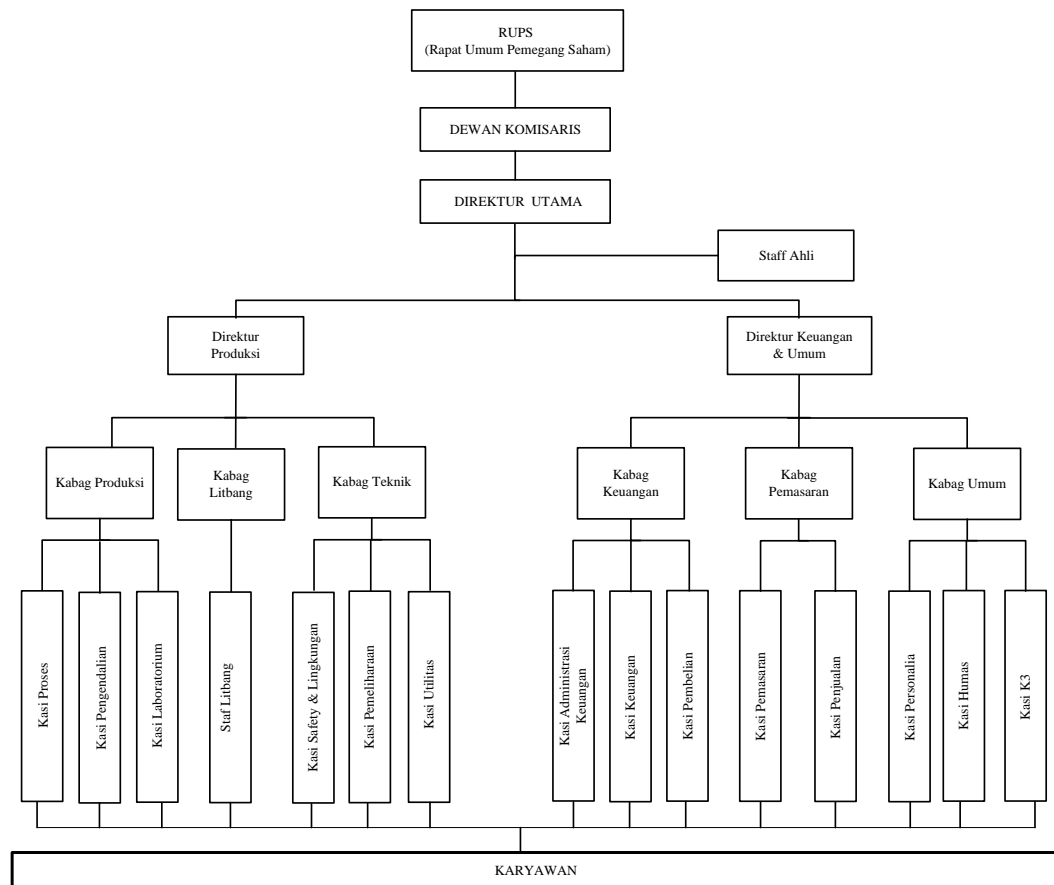 RUPS
(Rapat Umum Pemegang Saham)
DEWAN KOMISARIS
DIREKTUR UTAMA
Staff Ahli
Direktur
Produksi
Direktur Keuangan
& Umum
Kabag Produksi
Kabag
Litbang
Kabag Teknik
Kabag
Keuangan
Kabag
Pemasaran
Kabag Umum
Kasi Proses
Kasi Pengendalian
Kasi Laboratorium
Staf Litbang
Kasi Safety & Lingkungan
Kasi Pemeliharaan
Kasi Utilitas
Kasi Administrasi
Keuangan
Kasi Keuangan
Kasi Pembelian
Kasi Pemasaran
Kasi Penjualan
Kasi Personalia
Kasi Humas
Kasi K3
KARYAWAN